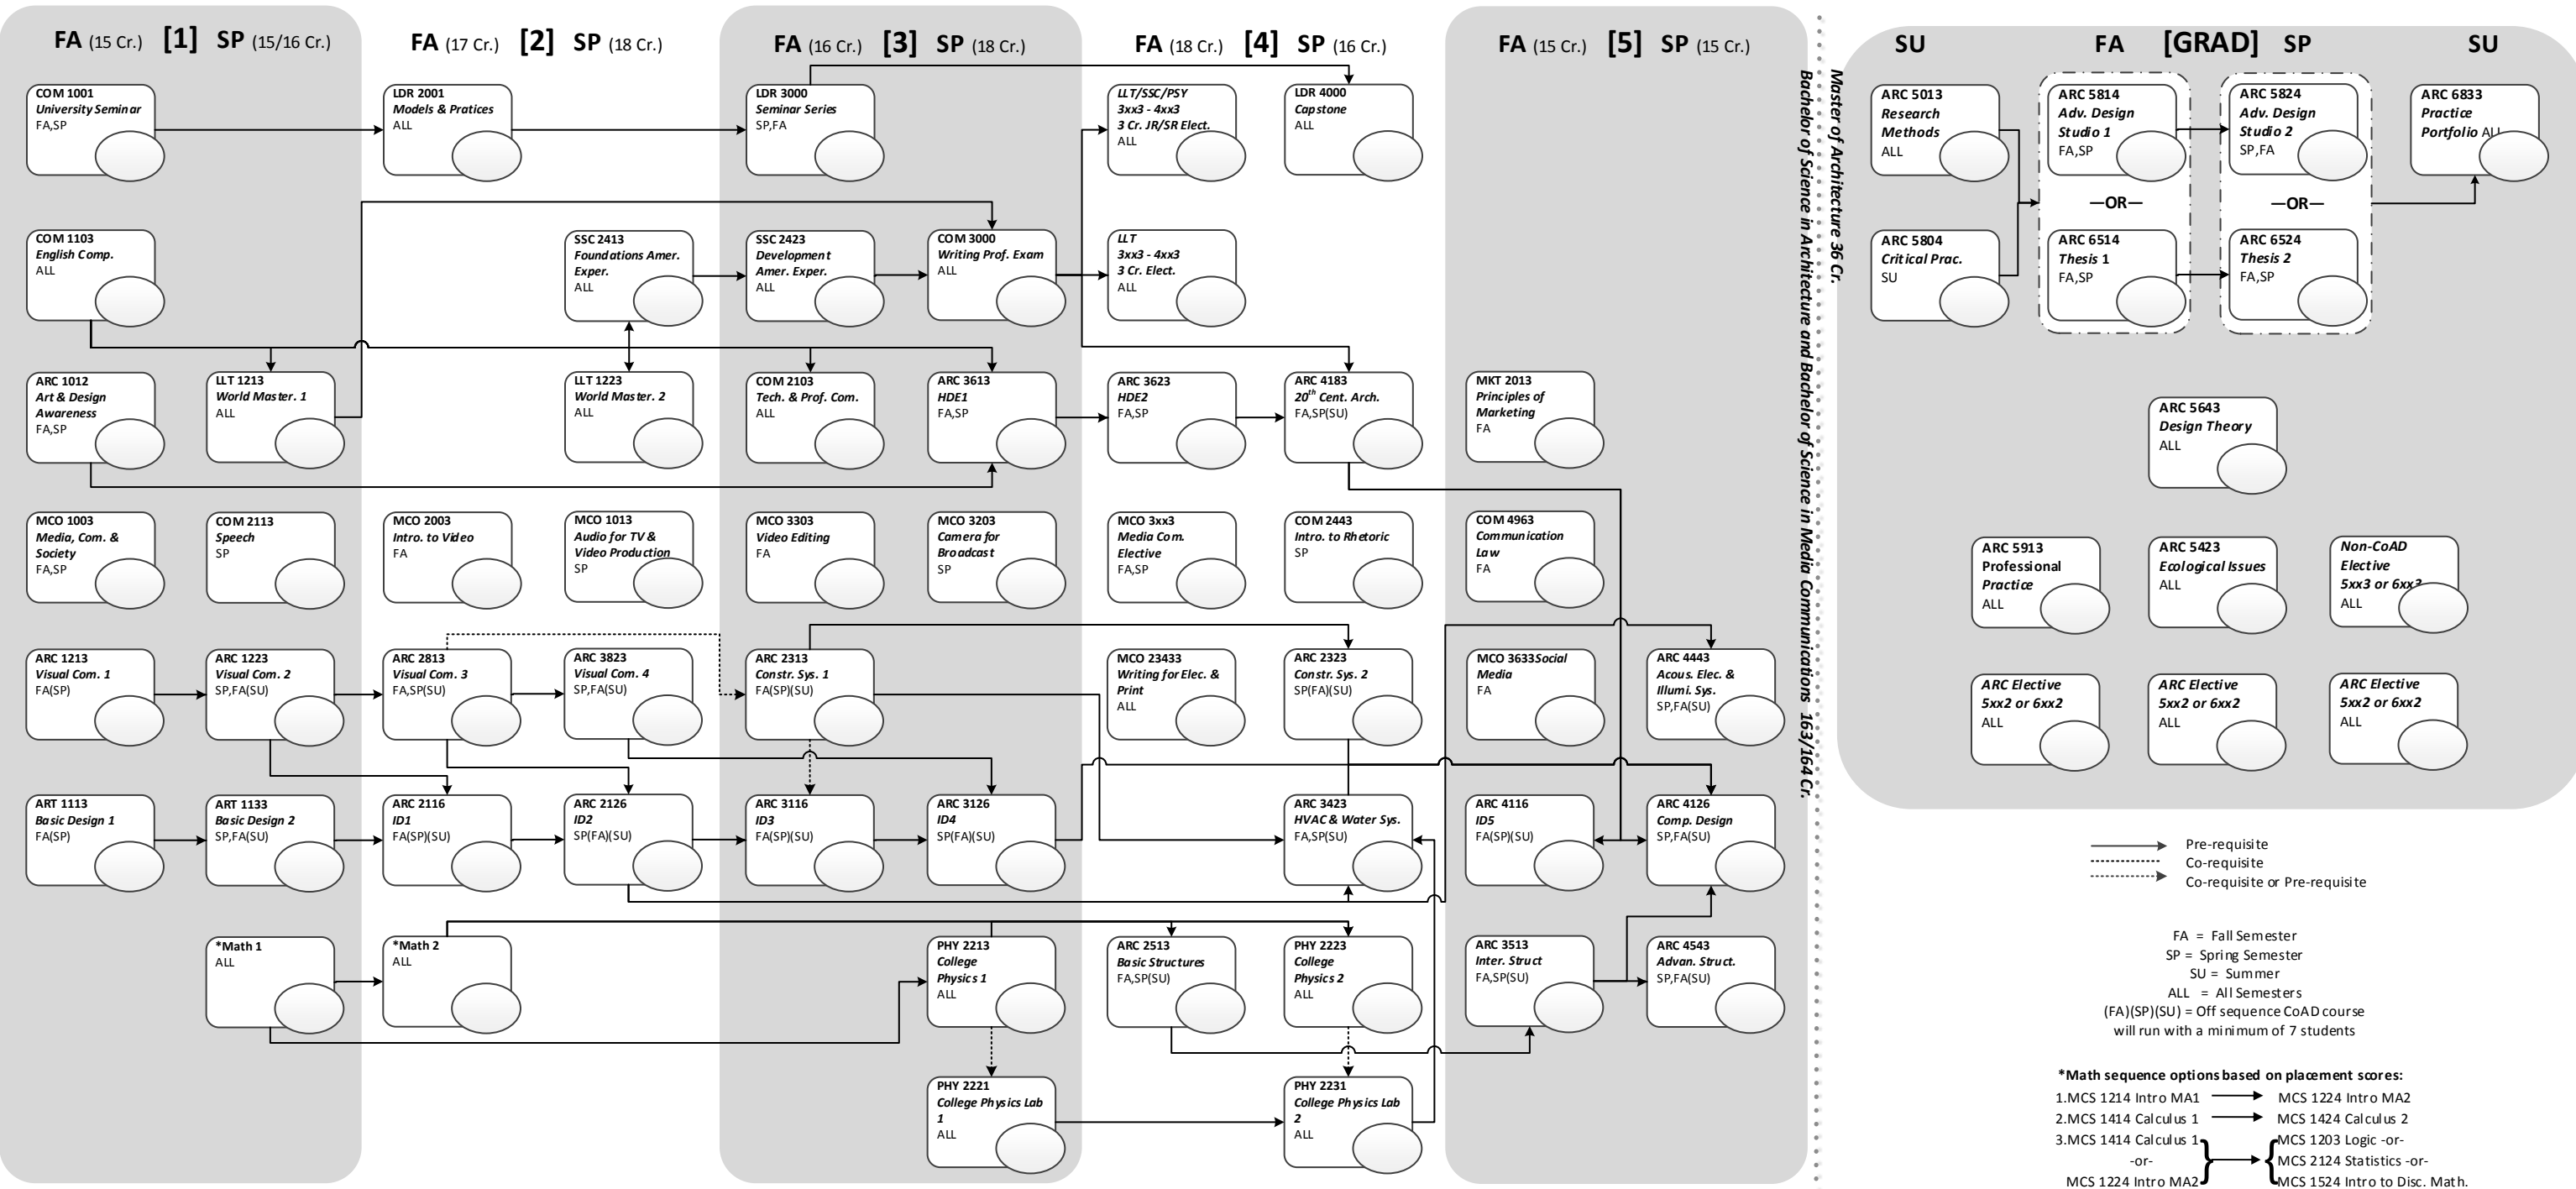 FA (15 Cr.) [1] SP (15/16 Cr.)
FA (17 Cr.) [2] SP (18 Cr.)
FA (16 Cr.) [3] SP (18 Cr.)
FA (18 Cr.) [4] SP (16 Cr.)
FA (15 Cr.) [5] SP (15 Cr.)
SU FA [GRAD] SP SU
COM 1001
University Seminar
FA,SP
LDR 2001
Models & Pratices
ALL
LDR 3000
Seminar Series
SP,FA
LLT/SSC/PSY
3xx3 - 4xx3
3 Cr. JR/SR Elect.
ALL
LDR 4000
Capstone
ALL
COM 1103
English Comp.
ALL
SSC 2413
Foundations Amer.
Exper.
ALL
SSC 2423
Development
Amer. Exper.
ALL
COM 3000
Writing Prof. Exam
ALL
LLT
3xx3 - 4xx3
3 Cr. Elect.
ALL
ARC 1012
Art & Design
Awareness
FA,SP
LLT 1213
World Master. 1
ALL
LLT 1223
World Master. 2
ALL
COM 2103
Tech. & Prof. Com.
ALL
ARC 3613
HDE1
FA,SP
ARC 3623
HDE2
FA,SP
ARC 4183
20th Cent. Arch.
FA,SP(SU)
MKT 2013
Principles of
Marketing
FA
MCO 1003
Media, Com. &
Society
FA,SP
COM 2113
Speech
SP
MCO 2003
Intro. to Video
FA
MCO 1013
Audio for TV &
Video Production
SP
MCO 3303
Video Editing
FA
MCO 3203
Camera for
Broadcast
SP
MCO 3xx3
Media Com.
Elective
FA,SP
COM 2443
Intro. to Rhetoric
SP
COM 4963
Communication
Law
FA
ARC 1213
Visual Com. 1
FA(SP)
ARC 1223
Visual Com. 2
SP,FA(SU)
ARC 2813
Visual Com. 3
FA,SP(SU)
ARC 3823
Visual Com. 4
SP,FA(SU)
ARC 2313
Constr. Sys. 1
FA(SP)(SU)
MCO 23433
Writing for Elec. &
Print
ALL
ARC 2323
Constr. Sys. 2
SP(FA)(SU)
MCO 3633Social
Media
FA
ARC 4443
Acous. Elec. &
Illumi. Sys.
SP,FA(SU)
ART 1113
Basic Design 1
FA(SP)
ART 1133
Basic Design 2
SP,FA(SU)
ARC 2116
ID1
FA(SP)(SU)
ARC 2126
ID2
SP(FA)(SU)
ARC 3116
ID3
FA(SP)(SU)
ARC 3126
ID4
SP(FA)(SU)
ARC 3423
HVAC & Water Sys.
FA,SP(SU)
ARC 4116
ID5
FA(SP)(SU)
ARC 4126
Comp. Design
SP,FA(SU)
*Math 1
ALL
*Math 2
ALL
PHY 2213
College
Physics 1
ALL
ARC 2513
Basic Structures
FA,SP(SU)
PHY 2223
College
Physics 2
ALL
ARC 3513
Inter. Struct
FA,SP(SU)
ARC 4543
Advan. Struct.
SP,FA(SU)
PHY 2221
College Physics Lab
1
ALL
PHY 2231
College Physics Lab
2
ALL
Bachelor of Science in Architecture and Bachelor of Science in Media Communications 163/164 Cr.
Master of Architecture 36 Cr.
ARC 5013
Research
Methods
ALL
ARC 5814
Adv. Design
Studio 1
FA,SP
ARC 5824
Adv. Design
Studio 2
SP,FA
ARC 6833
Practice
Portfolio ALL
—OR—
—OR—
ARC 5804
Critical Prac.
SU
ARC 6514
Thesis 1
FA,SP
ARC 6524
Thesis 2
FA,SP
ARC 5643
Design Theory
ALL
ARC 5913
Professional
Practice
ALL
ARC 5423
Ecological Issues
ALL
Non-CoAD
Elective
5xx3 or 6xx3
ALL
ARC Elective
5xx2 or 6xx2
ALL
ARC Elective
5xx2 or 6xx2
ALL
ARC Elective
5xx2 or 6xx2
ALL
Pre-requisite
Co-requisite
Co-requisite or Pre-requisite
FA = Fall Semester
SP = Spring Semester
SU = Summer
ALL = All Semesters
(FA)(SP)(SU) = Off sequence CoAD course
will run with a minimum of 7 students
*Math sequence options based on placement scores:
1.MCS 1214 Intro MA1 MCS 1224 Intro MA2
2.MCS 1414 Calculus 1 MCS 1424 Calculus 2
3.MCS 1414 Calculus 1 MCS 1203 Logic -or-
-or- MCS 2124 Statistics -or-
MCS 1224 Intro MA2 MCS 1524 Intro to Disc. Math.